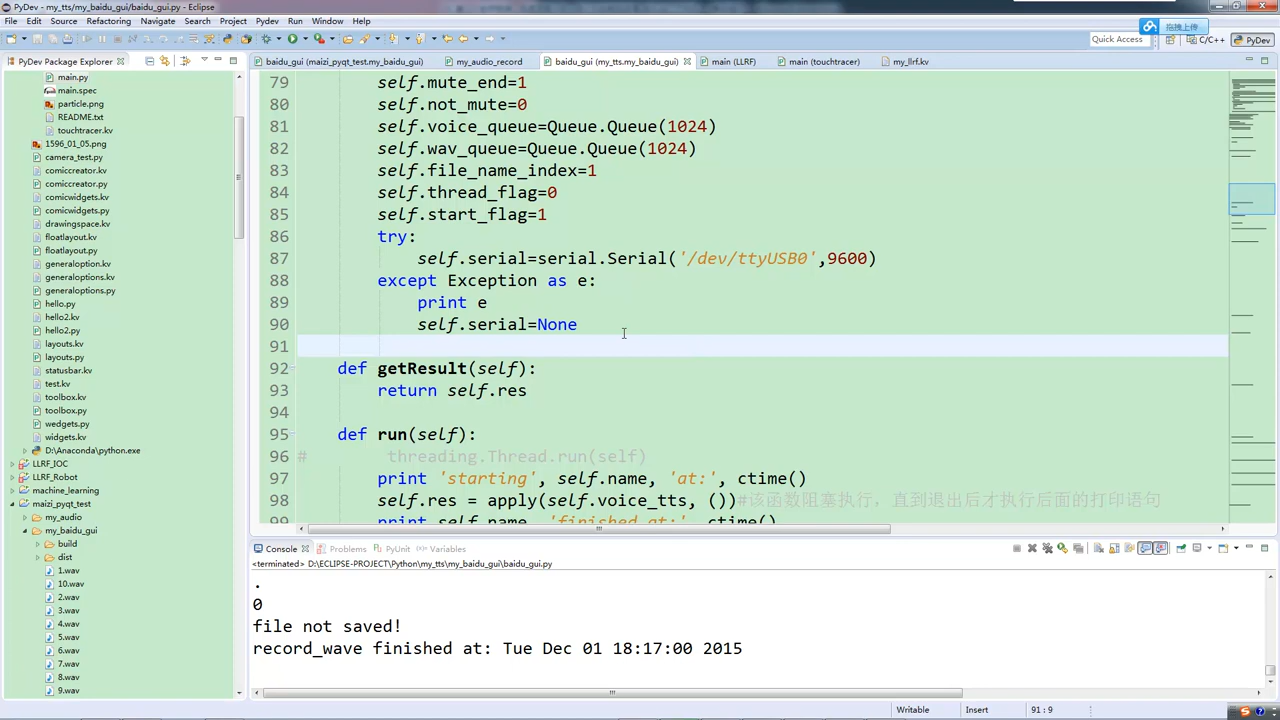 PyDev - my_tts/my_baidu_gui/baidu_gui.py - Eclipse
File Edit Source Refactoring Navigate Search Project Pydev Run Window Help
拖拽上传
Quick Access
C/C++
PyDev
PyDev Package Explorer
baidu_gui (maizi_pyqt_test.my_baidu_gui)
my_audio_record
baidu_gui (my_tts.my_baidu_gui)
main (LLRF)
main (touchtracer)
my_llrf.kv
main.py
main.spec
particle.png
README.txt
touchtracer.kv
1596_01_05.png
camera_test.py
comiccreator.kv
comiccreator.py
comicwidgets.kv
comicwidgets.py
drawingspace.kv
floatlayout.kv
floatlayout.py
generaloption.kv
generaloptions.kv
generaloptions.py
hello.py
hello2.kv
hello2.py
layouts.kv
layouts.py
statusbar.kv
test.kv
toolbox.kv
toolbox.py
wedgets.py
widgets.kv
D:\Anaconda\python.exe
LLRF_IOC
LLRF_Robot
machine_learning
maizi_pyqt_test
my_audio
my_baidu_gui
build
dist
1.wav
10.wav
2.wav
3.wav
4.wav
5.wav
6.wav
7.wav
8.wav
9.wav
79 self.mute_end=1
80 self.not_mute=0
81 self.voice_queue=Queue.Queue(1024)
82 self.wav_queue=Queue.Queue(1024)
83 self.file_name_index=1
84 self.thread_flag=0
85 self.start_flag=1
86 try:
87 self.serial=serial.Serial('/dev/ttyUSB0',9600)
88 except Exception as e:
89 print e
90 self.serial=None
91
92 def getResult(self):
93 return self.res
94
95 def run(self):
96 # threading.Thread.run(self)
97 print 'starting', self.name, 'at:', ctime()
98 self.res = apply(self.voice_tts, ())#该函数阻塞执行，直到退出后才执行后面的打印语句
99 print self.name, 'finished at:', ctime()
Console Problems PyUnit Variables
<terminated> D:\ECLIPSE-PROJECT\Python\my_tts\my_baidu_gui\baidu_gui.py
.
0
file not saved!
record_wave finished at: Tue Dec 01 18:17:00 2015
Writable Insert 91 : 9